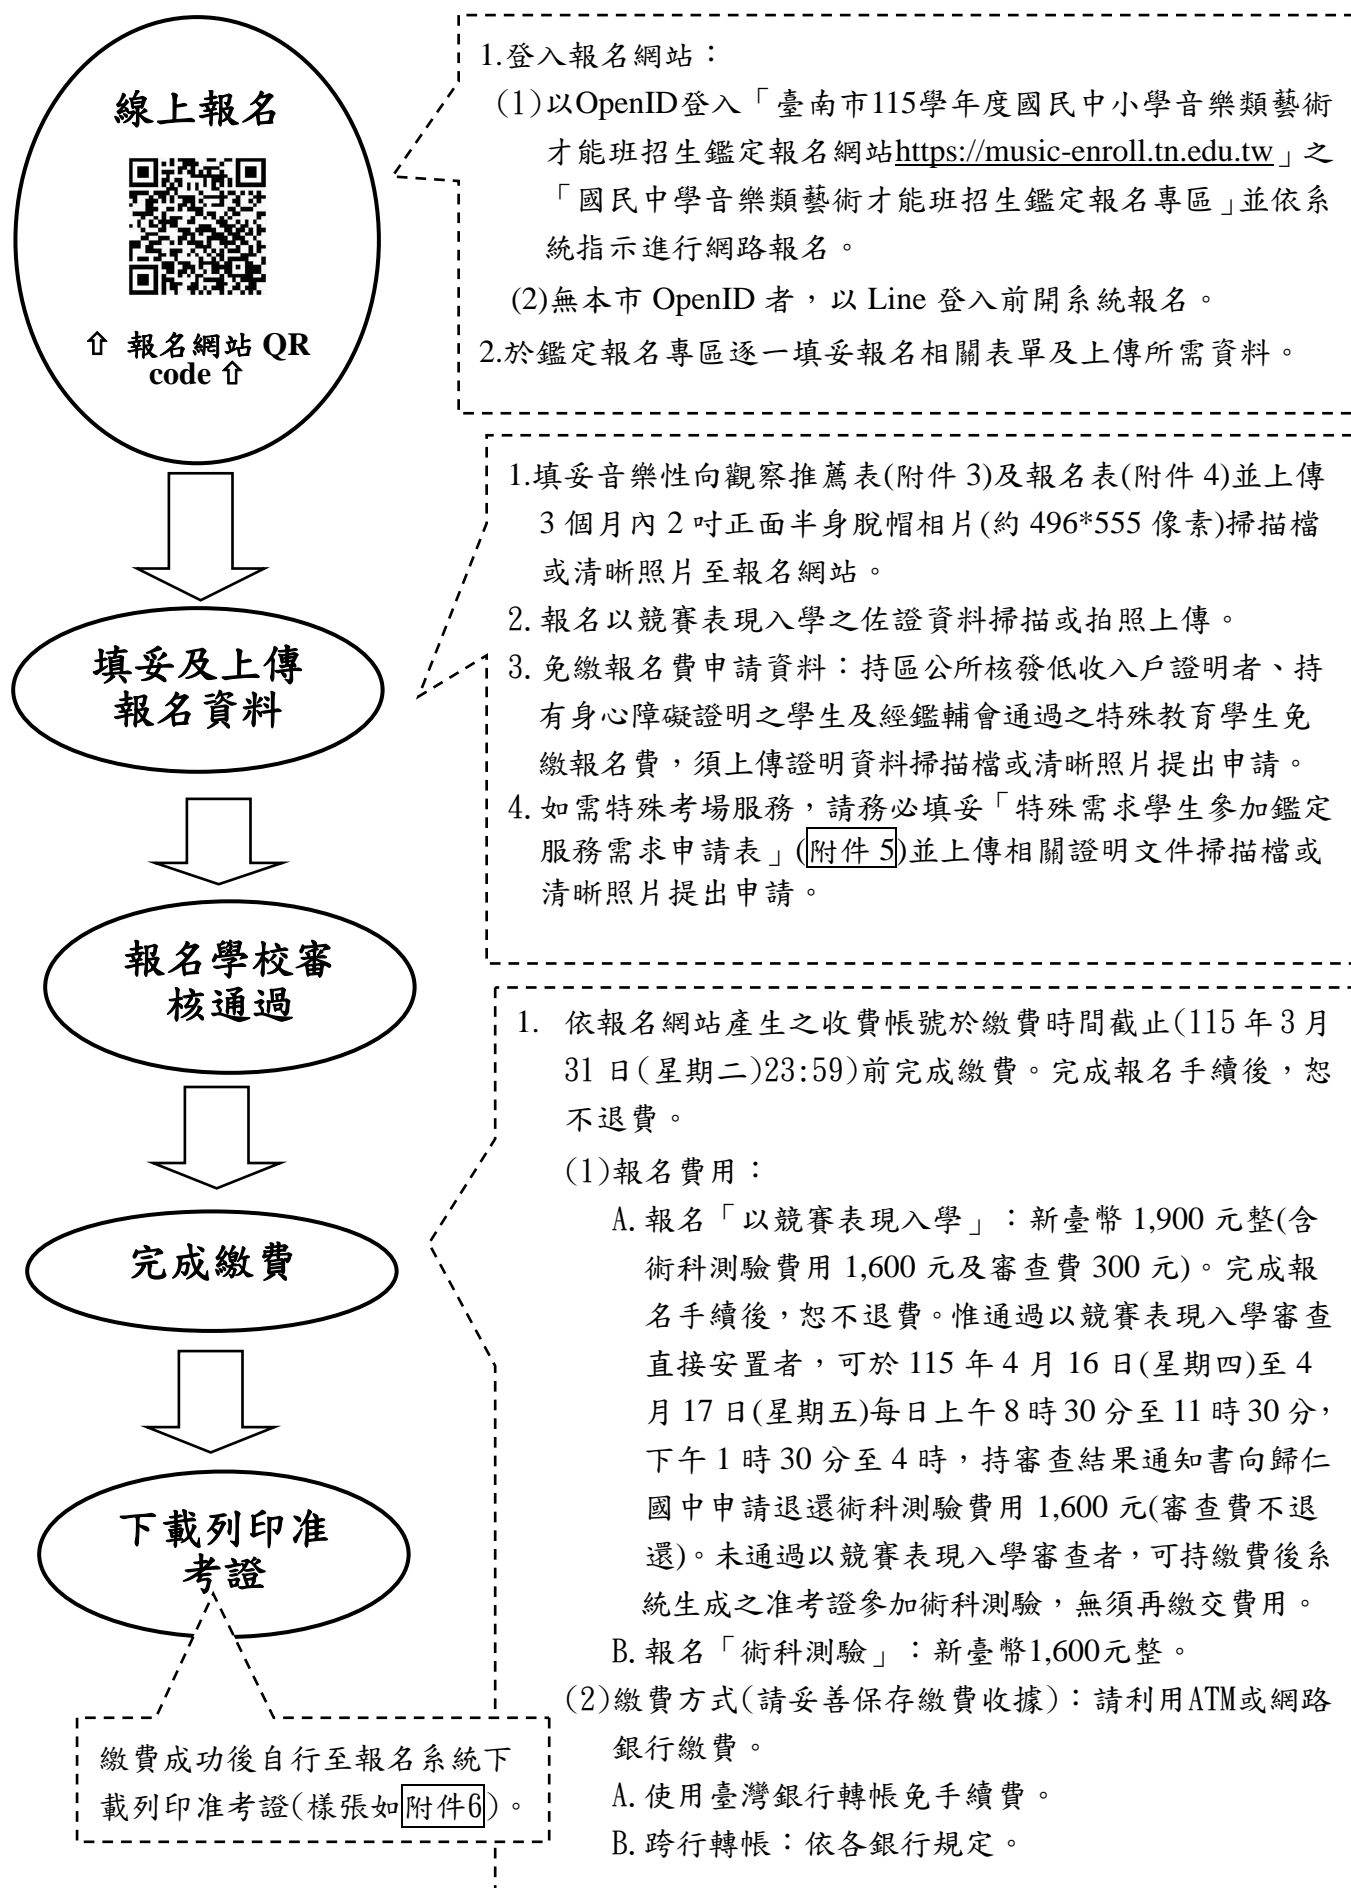 線上報名
⇧ 報名網站 QR
code ⇧
1.登入報名網站：
(1)以OpenID登入「臺南市115學年度國民中小學音樂類藝術
才能班招生鑑定報名網站https://music-enroll.tn.edu.tw」之
「國民中學音樂類藝術才能班招生鑑定報名專區」並依系
統指示進行網路報名。
(2)無本市 OpenID 者，以 Line 登入前開系統報名。
2.於鑑定報名專區逐一填妥報名相關表單及上傳所需資料。
填妥及上傳
報名資料
1.填妥音樂性向觀察推薦表(附件 3)及報名表(附件 4)並上傳
3 個月內 2 吋正面半身脫帽相片(約 496*555 像素)掃描檔
或清晰照片至報名網站。
2. 報名以競賽表現入學之佐證資料掃描或拍照上傳。
3. 免繳報名費申請資料：持區公所核發低收入戶證明者、持
有身心障礙證明之學生及經鑑輔會通過之特殊教育學生免
繳報名費，須上傳證明資料掃描檔或清晰照片提出申請。
4. 如需特殊考場服務，請務必填妥「特殊需求學生參加鑑定
服務需求申請表」(附件 5)並上傳相關證明文件掃描檔或
清晰照片提出申請。
報名學校審
核通過
完成繳費
1. 依報名網站產生之收費帳號於繳費時間截止(115 年 3 月
31 日(星期二)23:59)前完成繳費。完成報名手續後，恕
不退費。
(1)報名費用：
A. 報名「以競賽表現入學」：新臺幣 1,900 元整(含
術科測驗費用 1,600 元及審查費 300 元)。完成報
名手續後，恕不退費。惟通過以競賽表現入學審查
直接安置者，可於 115 年 4 月 16 日(星期四)至 4
月 17 日(星期五)每日上午 8 時 30 分至 11 時 30 分，
下午 1 時 30 分至 4 時，持審查結果通知書向歸仁
國中申請退還術科測驗費用 1,600 元(審查費不退
還)。未通過以競賽表現入學審查者，可持繳費後系
統生成之准考證參加術科測驗，無須再繳交費用。
B. 報名「術科測驗」：新臺幣1,600元整。
(2)繳費方式(請妥善保存繳費收據)：請利用ATM或網路
銀行繳費。
A. 使用臺灣銀行轉帳免手續費。
B. 跨行轉帳：依各銀行規定。
下載列印准
考證
繳費成功後自行至報名系統下
載列印准考證(樣張如附件6)。